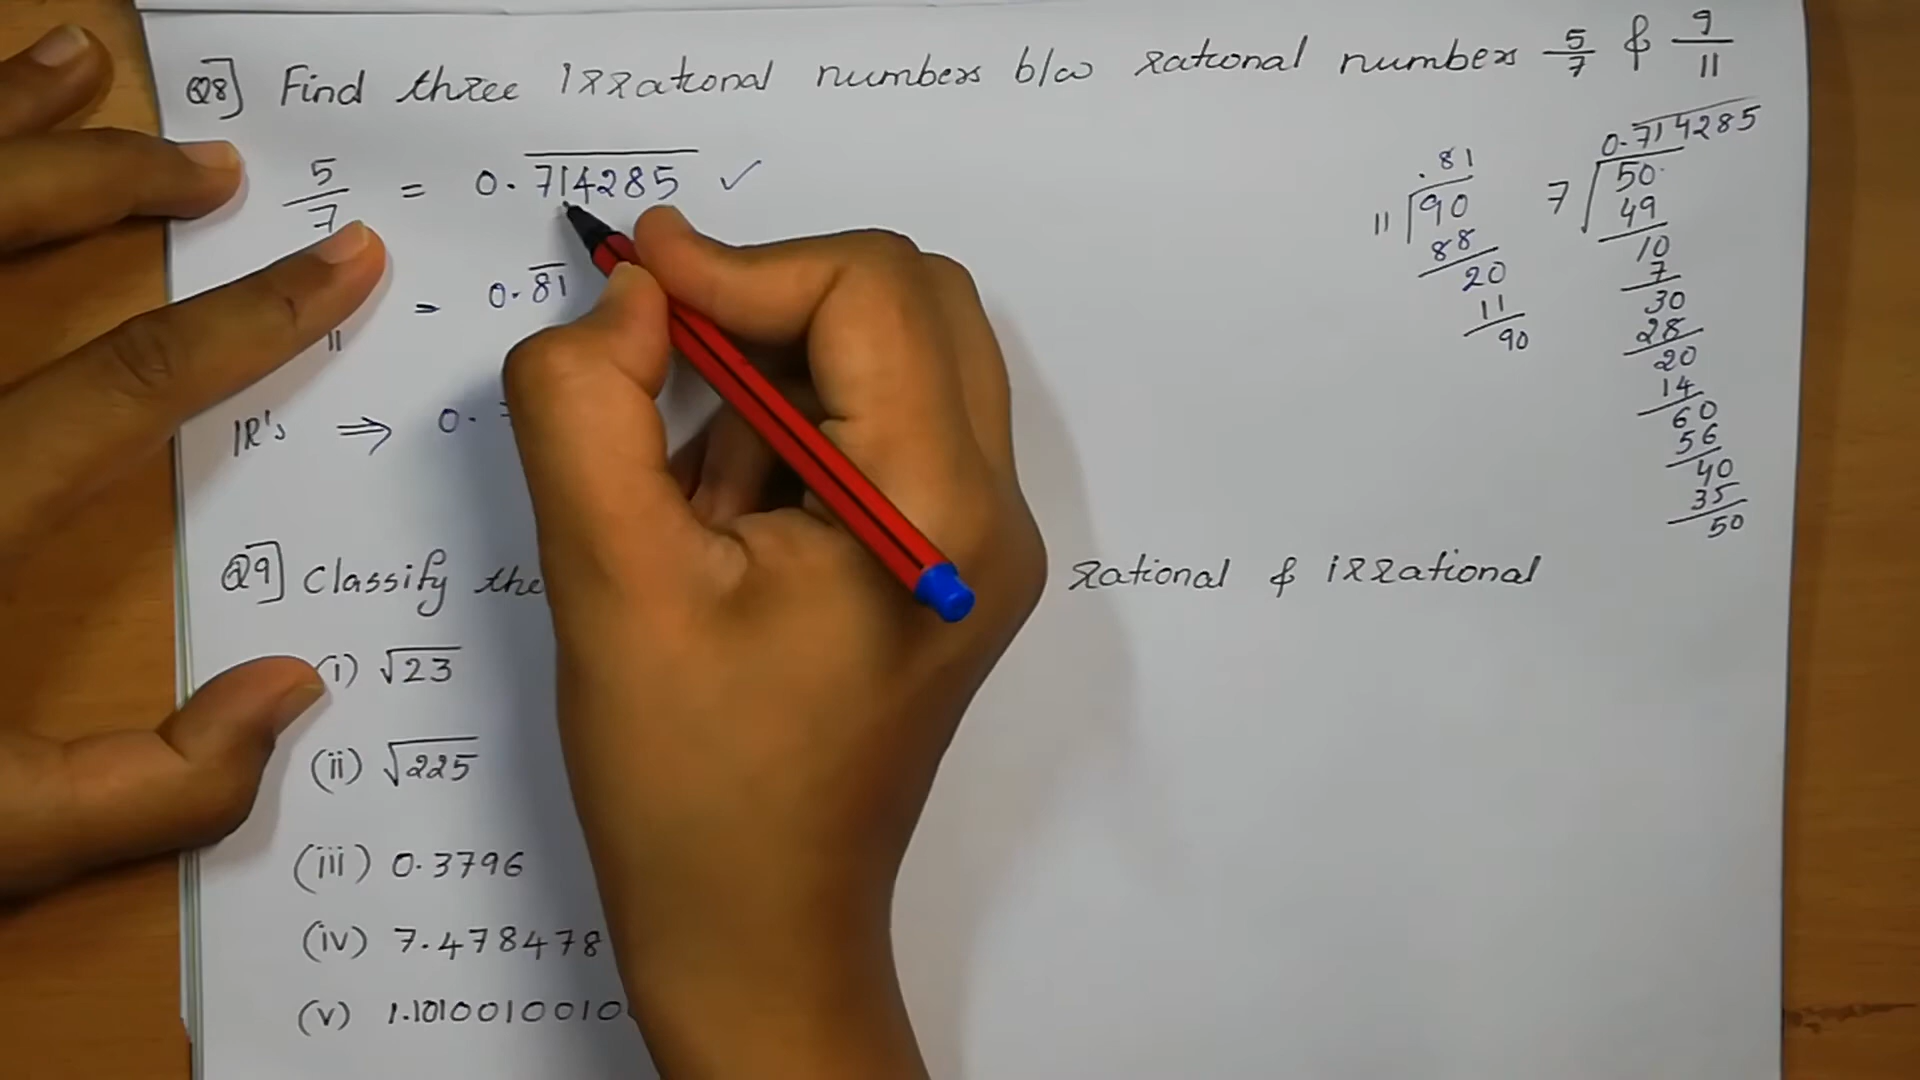 Q8] Find three Irrational numbers b/w rational numbers 5/7 & 9/11
5/7 = 0.714285 ✓
= 0.81
11
IR's ⇒ 0.
.81
11 90
88
20
11
90
0.714285
7 50
49
10
7
30
28
20
14
60
56
40
35
50
Q9] Classify the rational & irrational
(i) √23
(ii) √225
(iii) 0.3796
(iv) 7.478478
(v) 1.1010010010